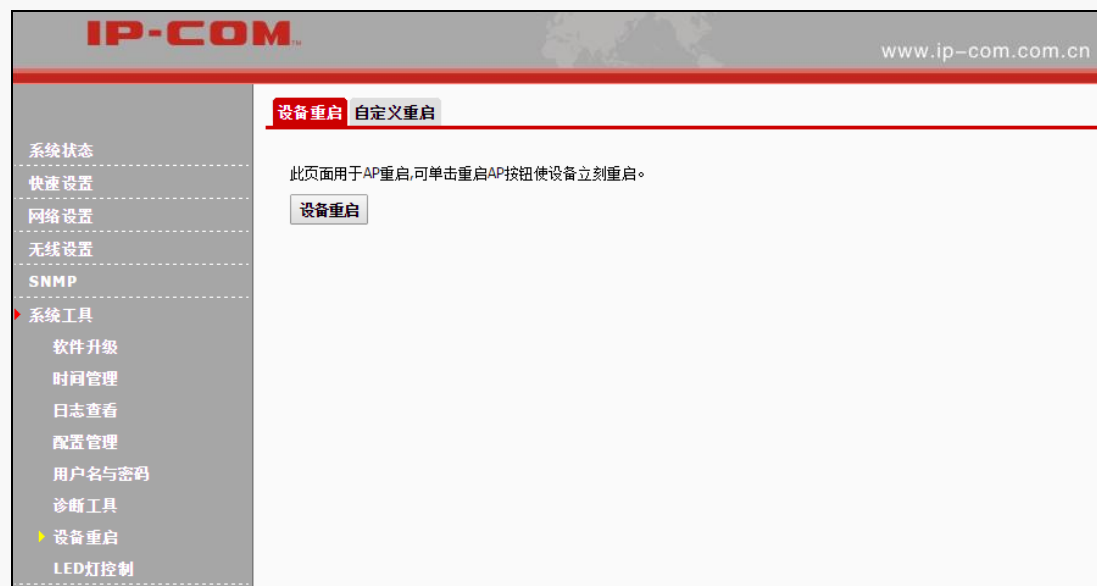 IP-COM
www.ip-com.com.cn
设备重启 自定义重启
系统状态
快速设置
网络设置
无线设置
SNMP
系统工具
软件升级
时间管理
日志查看
配置管理
用户名与密码
诊断工具
设备重启
LED灯控制
此页面用于AP重启,可单击重启AP按钮使设备立刻重启。
设备重启